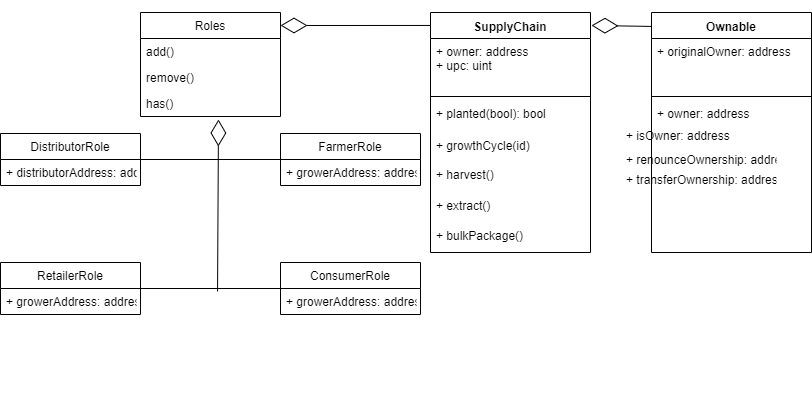 Roles
add()
remove()
has()
SupplyChain
+ owner: address
+ upc: uint
+ planted(bool): bool
+ growthCycle(id)
+ harvest()
+ extract()
+ bulkPackage()
Ownable
+ originalOwner: address
+ owner: address
+ isOwner: address
+ renounceOwnership: addre
+ transferOwnership: addres
DistributorRole
+ distributorAddress: add
FarmerRole
+ growerAddress: addres
RetailerRole
+ growerAddress: addres
ConsumerRole
+ growerAddress: addres